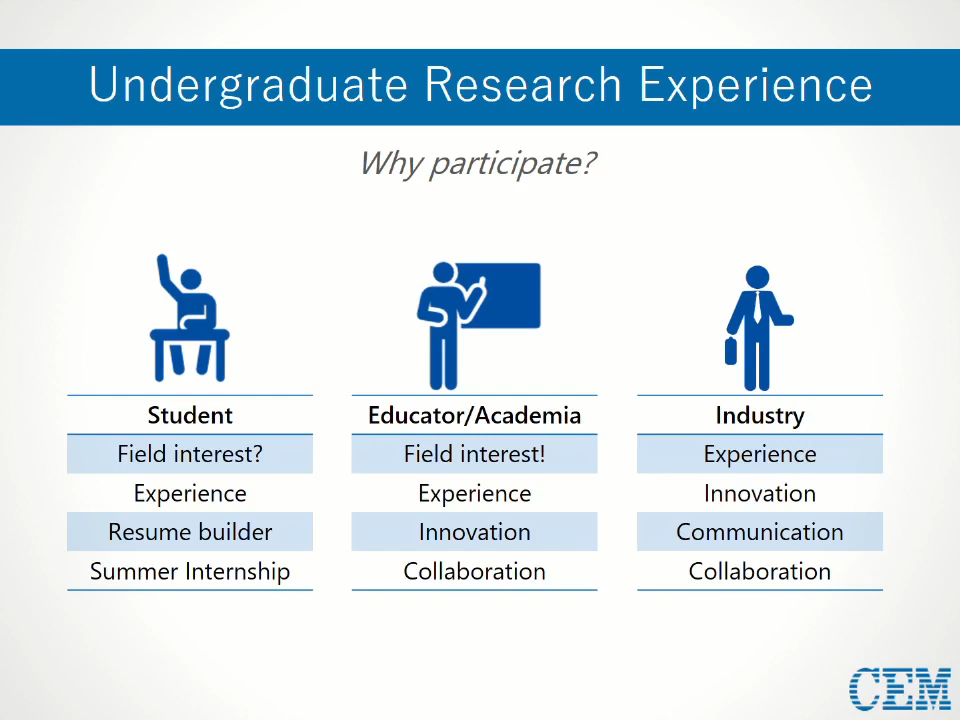 Undergraduate Research Experience
Why participate?
Student
Field interest?
Experience
Resume builder
Summer Internship
Educator/Academia
Field interest!
Experience
Innovation
Collaboration
Industry
Experience
Innovation
Communication
Collaboration
CEM